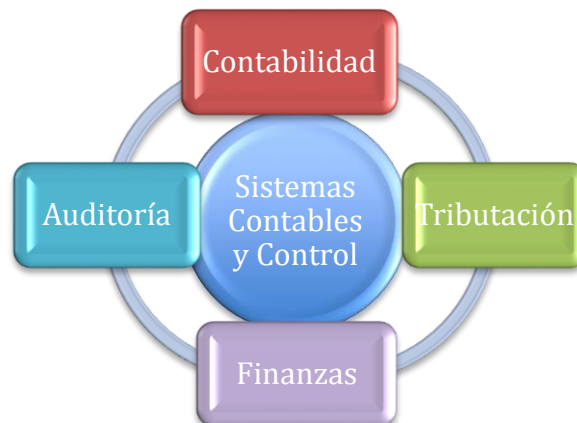 Contabilidad
Auditoría
Sistemas
Contables
y Control
Tributación
Finanzas